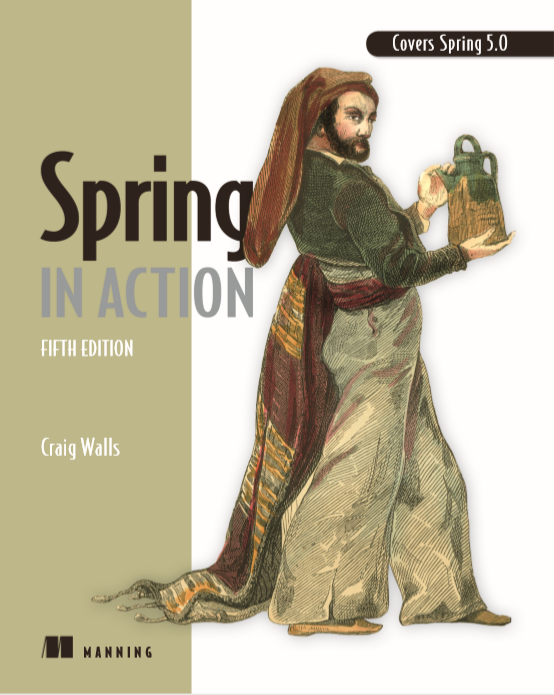 Covers Spring 5.0
Spring
IN ACTION
FIFTH EDITION
Craig Walls
MANNING